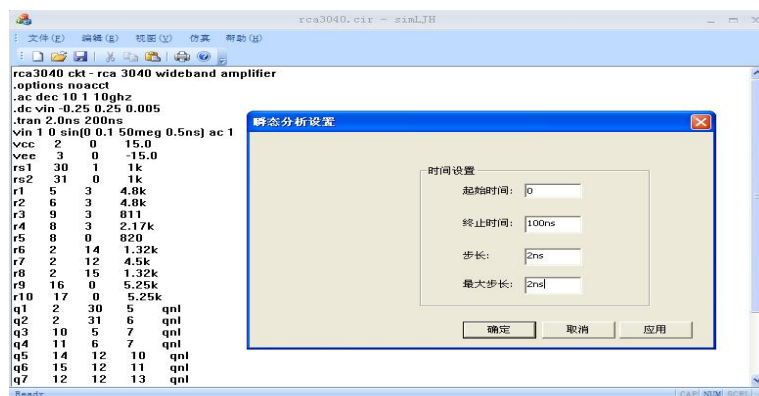 rca3040.cir - simLJH
文件(F) 编辑(E) 视图(V) 仿真 帮助(H)
rca3040 ckt - rca 3040 wideband amplifier
.options noacct
.ac dec 10 1 10ghz
.dc vin -0.25 0.25 0.005
.tran 2.0ns 200ns
vin 1 0 sin(0 0.1 50meg 0.5ns) ac 1
vcc 2 0 15.0
vee 3 0 -15.0
rs1 30 1 1k
rs2 31 0 1k
r1 5 3 4.8k
r2 6 3 4.8k
r3 9 3 811
r4 8 3 2.17k
r5 8 0 820
r6 2 14 1.32k
r7 2 12 4.5k
r8 2 15 1.32k
r9 16 0 5.25k
r10 17 0 5.25k
q1 2 30 5 qnl
q2 2 31 6 qnl
q3 10 5 7 qnl
q4 11 6 7 qnl
q5 14 12 10 qnl
q6 15 12 11 qnl
q7 12 12 13 qnl
瞬态分析设置
时间设置
起始时间: 0
终止时间: 100ns
步长: 2ns
最大步长: 2ns
确定 取消 应用
Ready CAP NUM SCRL